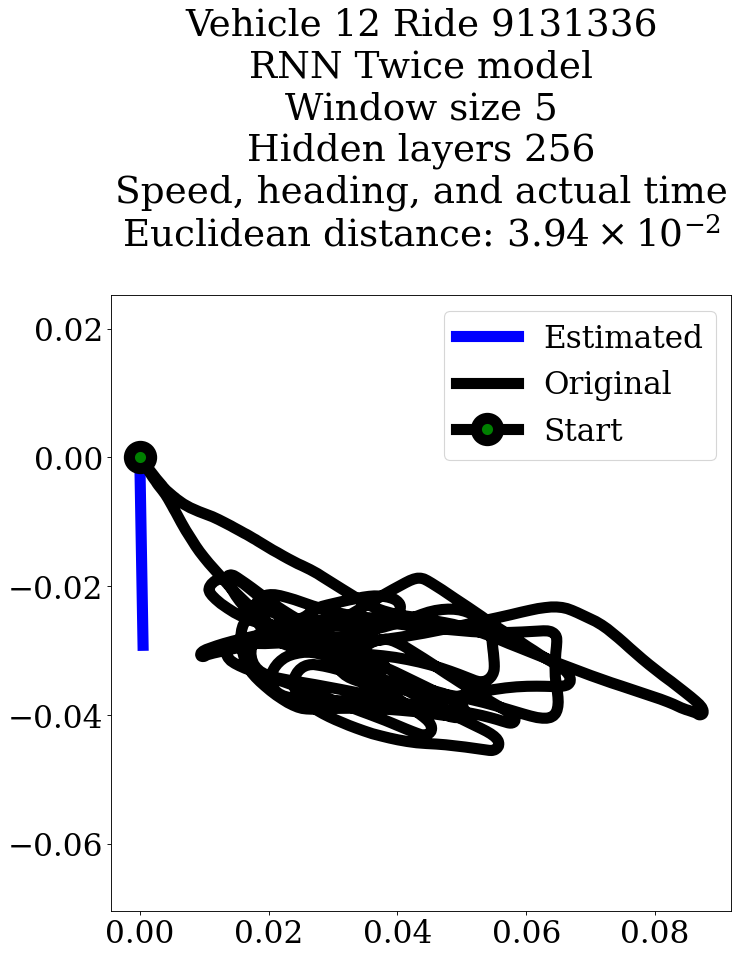 Vehicle 12 Ride 9131336
RNN Twice model
Window size 5
Hidden layers 256
Speed, heading, and actual time
Euclidean distance: 3.94 × 10⁻²
Estimated
Original
Start
0.02
0.00
−0.02
−0.04
−0.06
0.00 0.02 0.04 0.06 0.08